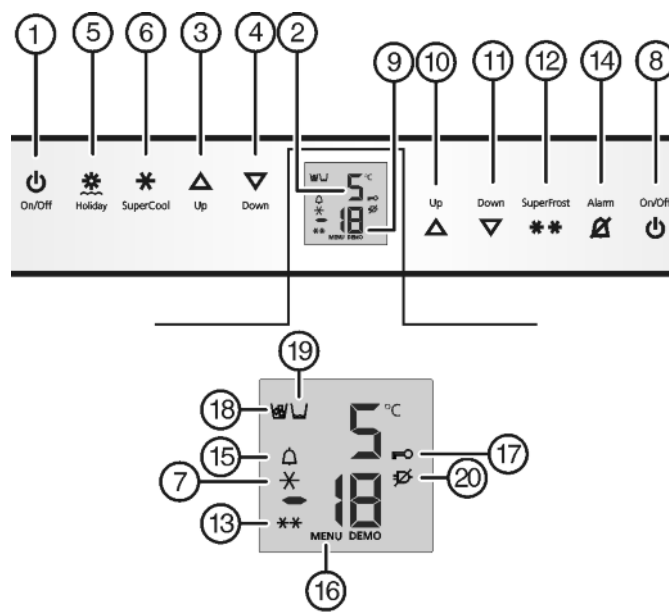 1 5 6 3 4 2 9 10 11 12 14 8
On/Off Holiday SuperCool Up Down
5 °C
18
MENU DEMO
Up Down SuperFrost Alarm On/Off
19
18
5 °C
15
17
7
18
20
13
MENU DEMO
16